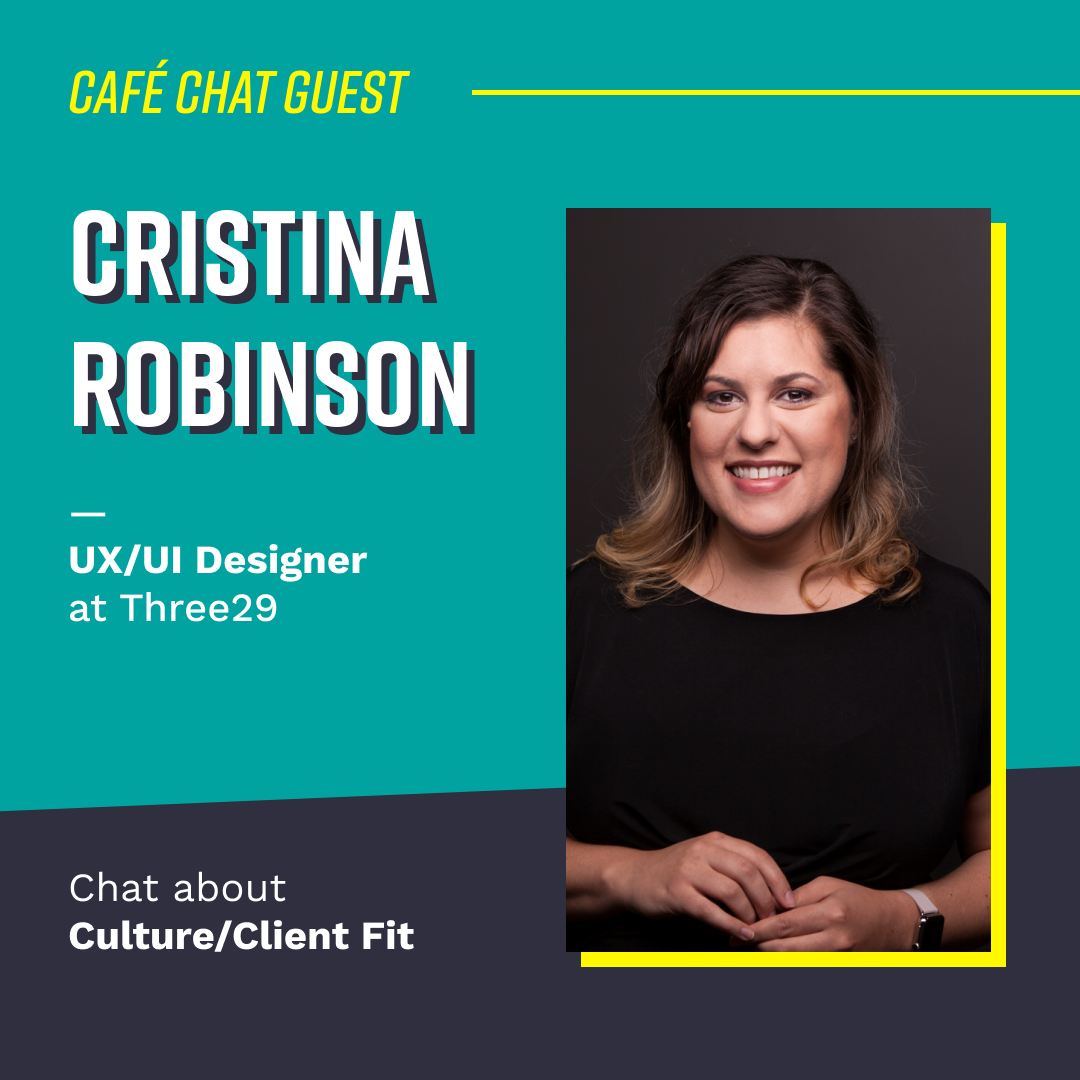 CAFÉ CHAT GUEST
CRISTINA
ROBINSON
—
UX/UI Designer
at Three29
Chat about
Culture/Client Fit